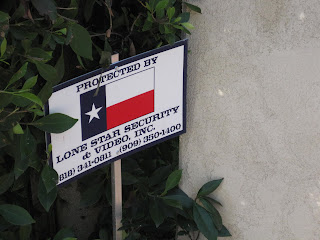 PROTECTED BY
LONE STAR SECURITY
& VIDEO, INC.
(818) 341-0811 (909) 350-1400